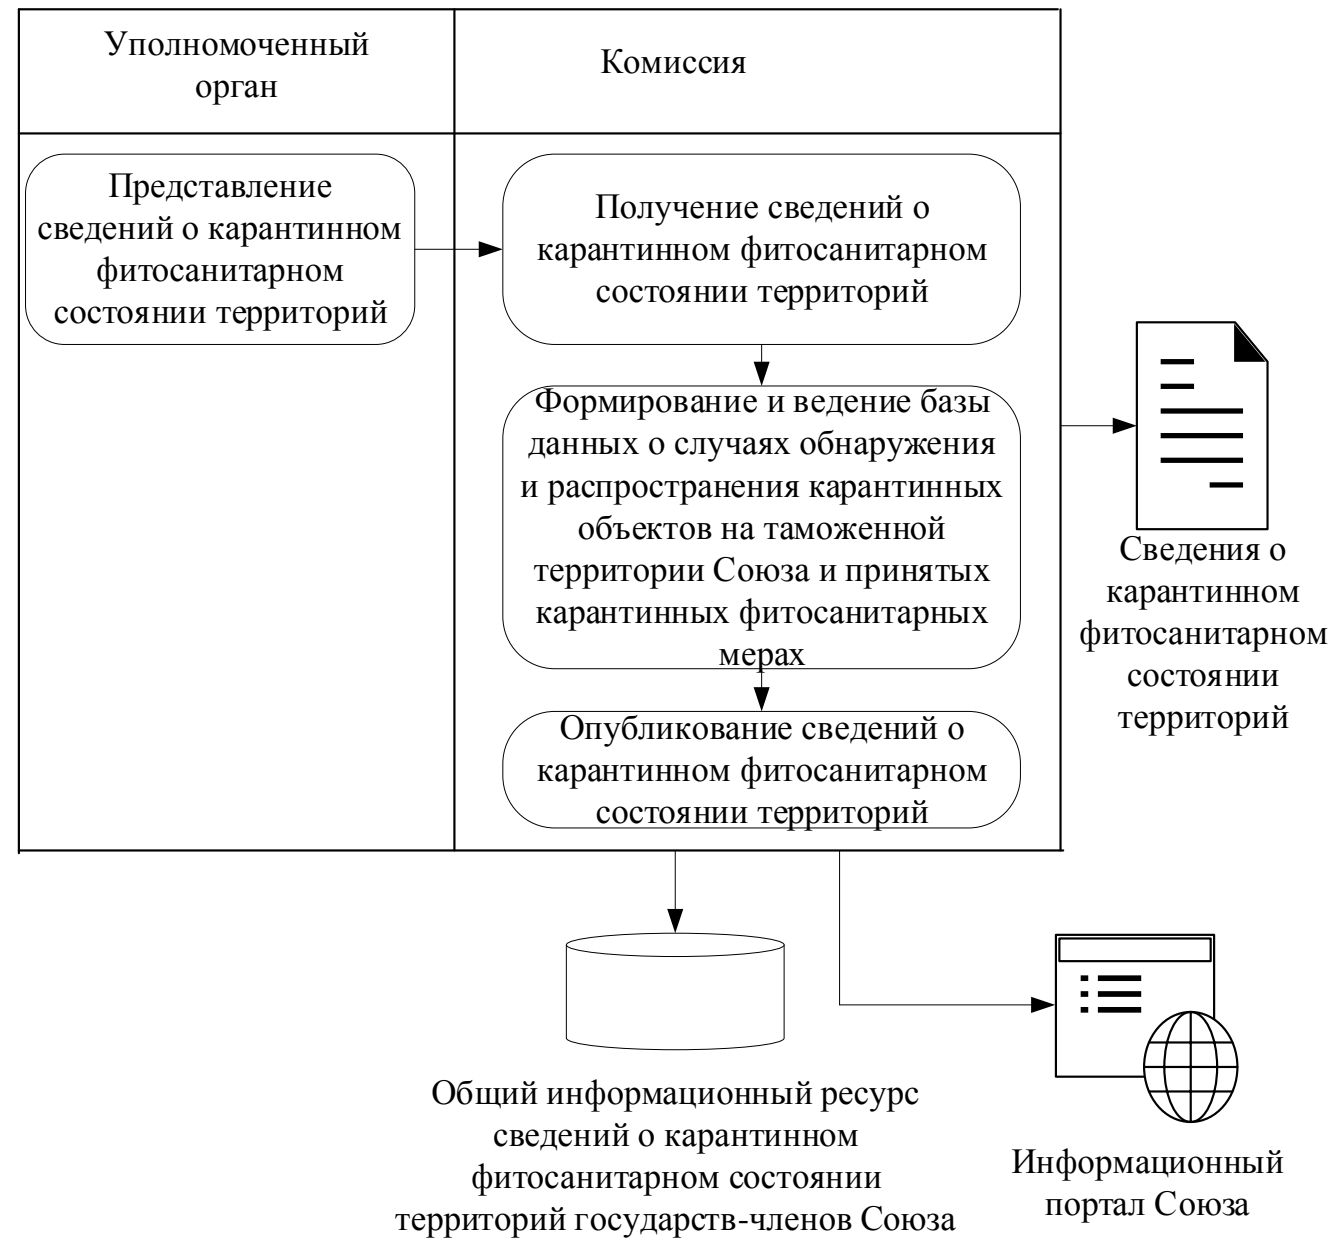 Уполномоченный
орган
Комиссия
Представление
сведений о карантинном
фитосанитарном
состоянии территорий
Получение сведений о
карантинном фитосанитарном
состоянии территорий
Формирование и ведение базы
данных о случаях обнаружения
и распространения карантинных
объектов на таможенной
территории Союза и принятых
карантинных фитосанитарных
мерах
Опубликование сведений о
карантинном фитосанитарном
состоянии территорий
Сведения о
карантинном
фитосанитарном
состоянии
территорий
Общий информационный ресурс
сведений о карантинном
фитосанитарном состоянии
территорий государств-членов Союза
Информационный
портал Союза